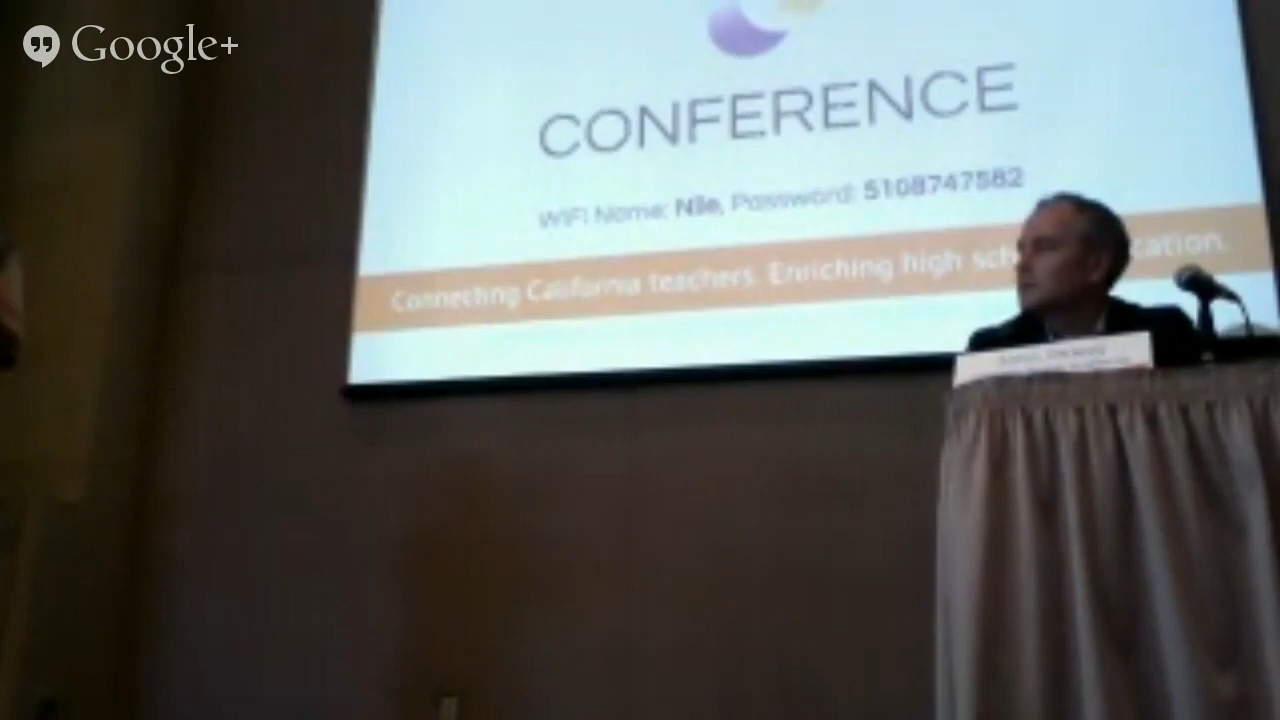 Google+
CONFERENCE
WIFI Name: Nile, Password: 5108747582
Connecting California teachers. Enriching high